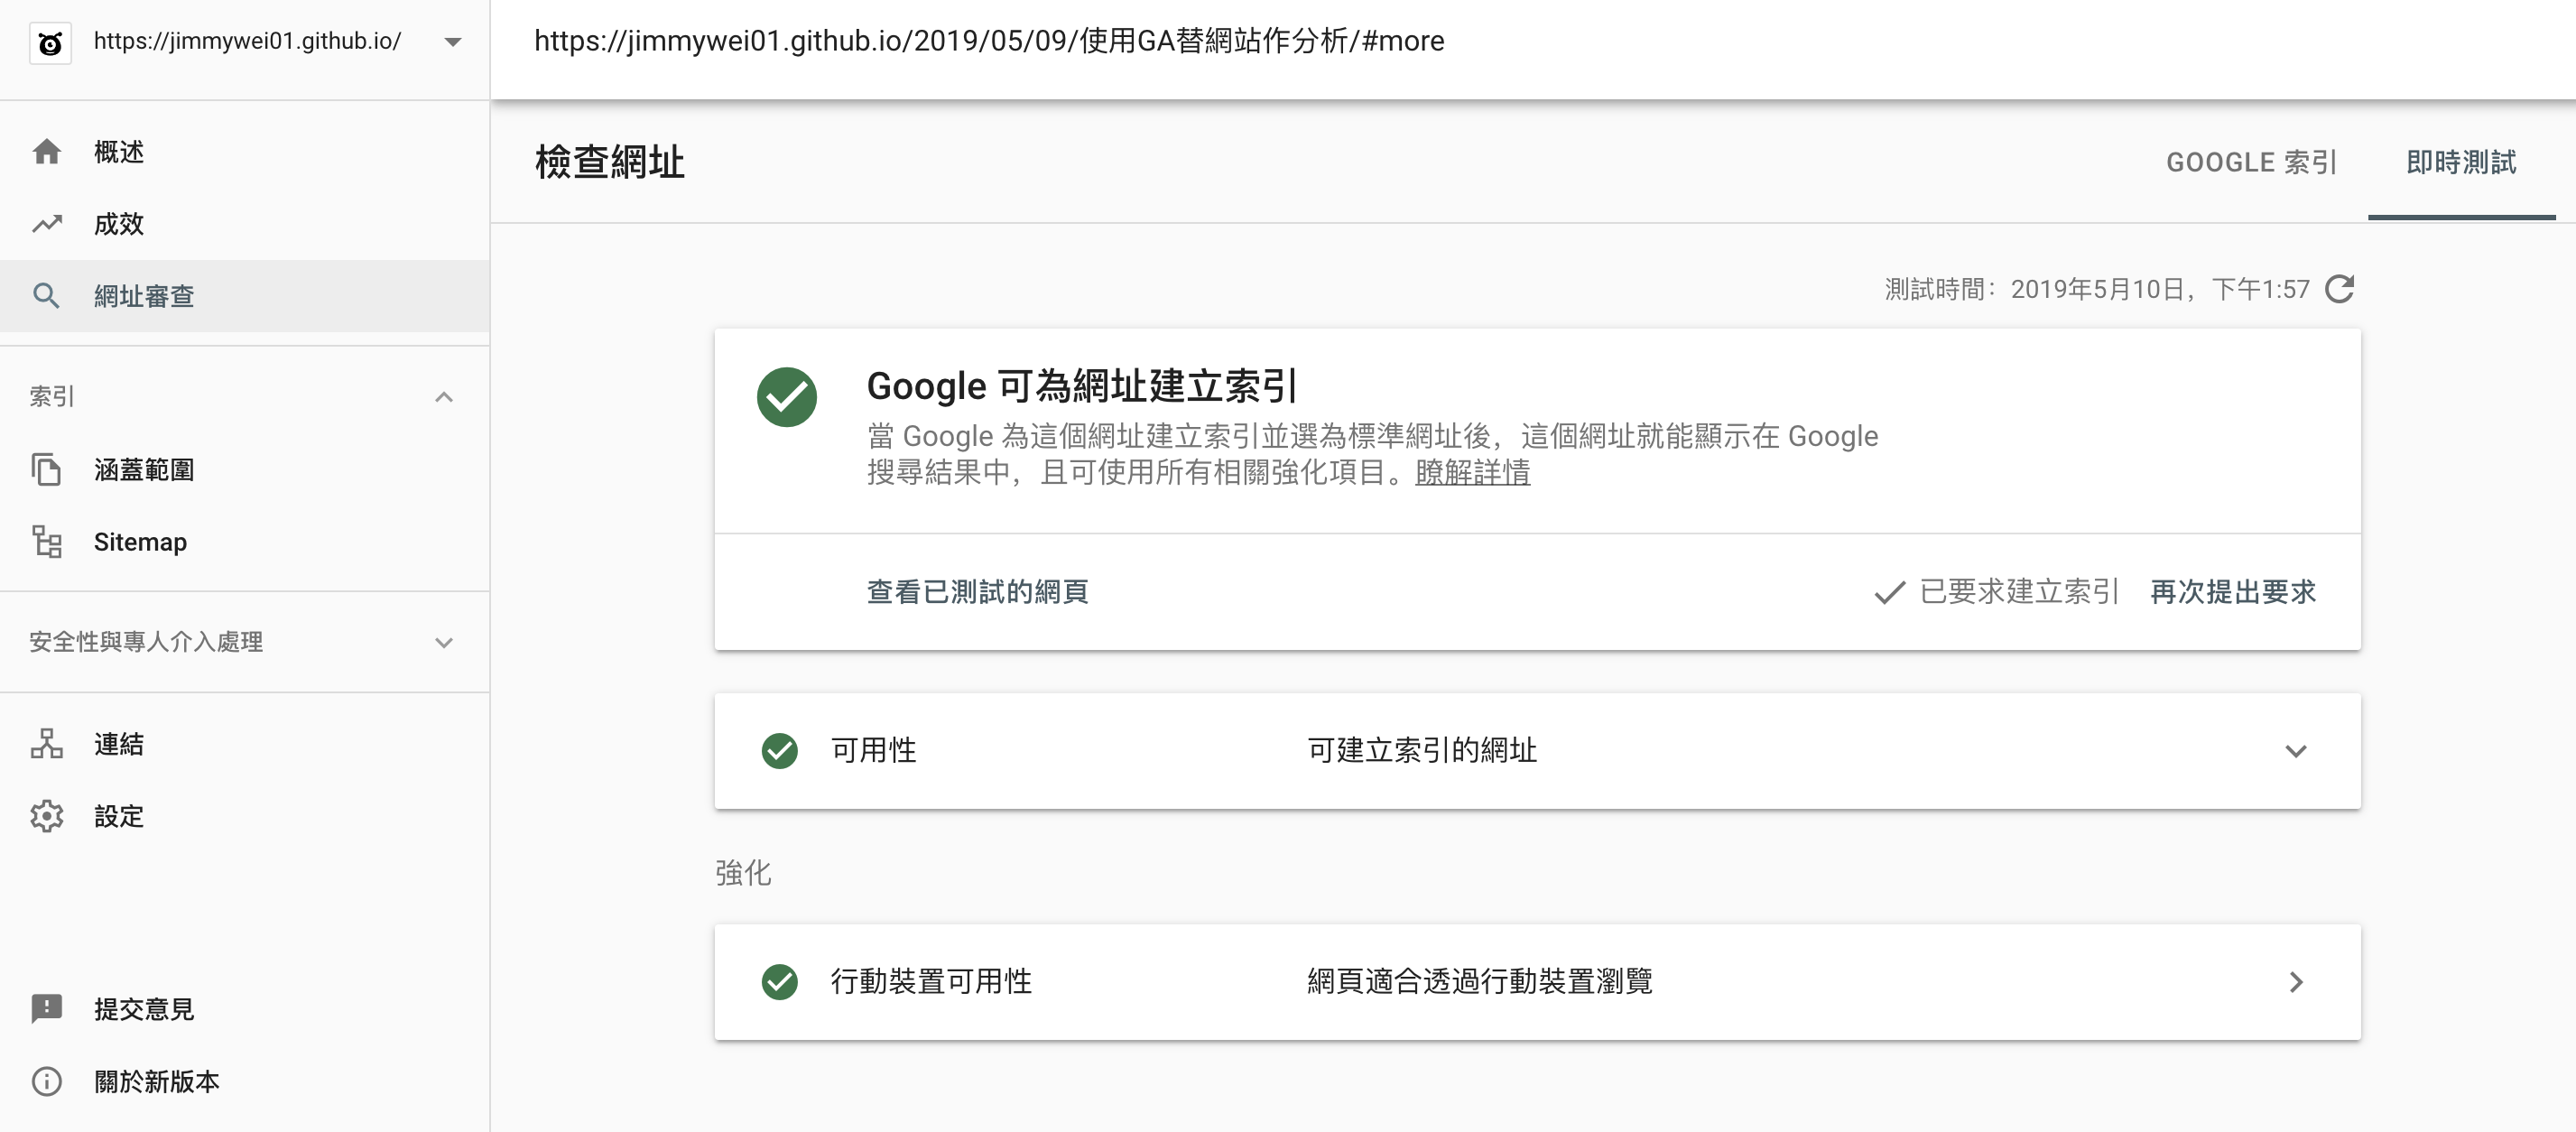 https://jimmywei01.github.io/
https://jimmywei01.github.io/2019/05/09/使用GA替網站作分析/#more
概述
成效
網址審查
索引
涵蓋範圍
Sitemap
安全性與專人介入處理
連結
設定
提交意見
關於新版本
檢查網址
GOOGLE 索引
即時測試
測試時間：2019年5月10日，下午1:57
Google 可為網址建立索引
當 Google 為這個網址建立索引並選為標準網址後，這個網址就能顯示在 Google
搜尋結果中，且可使用所有相關強化項目。瞭解詳情
查看已測試的網頁
已要求建立索引
再次提出要求
可用性
可建立索引的網址
強化
行動裝置可用性
網頁適合透過行動裝置瀏覽